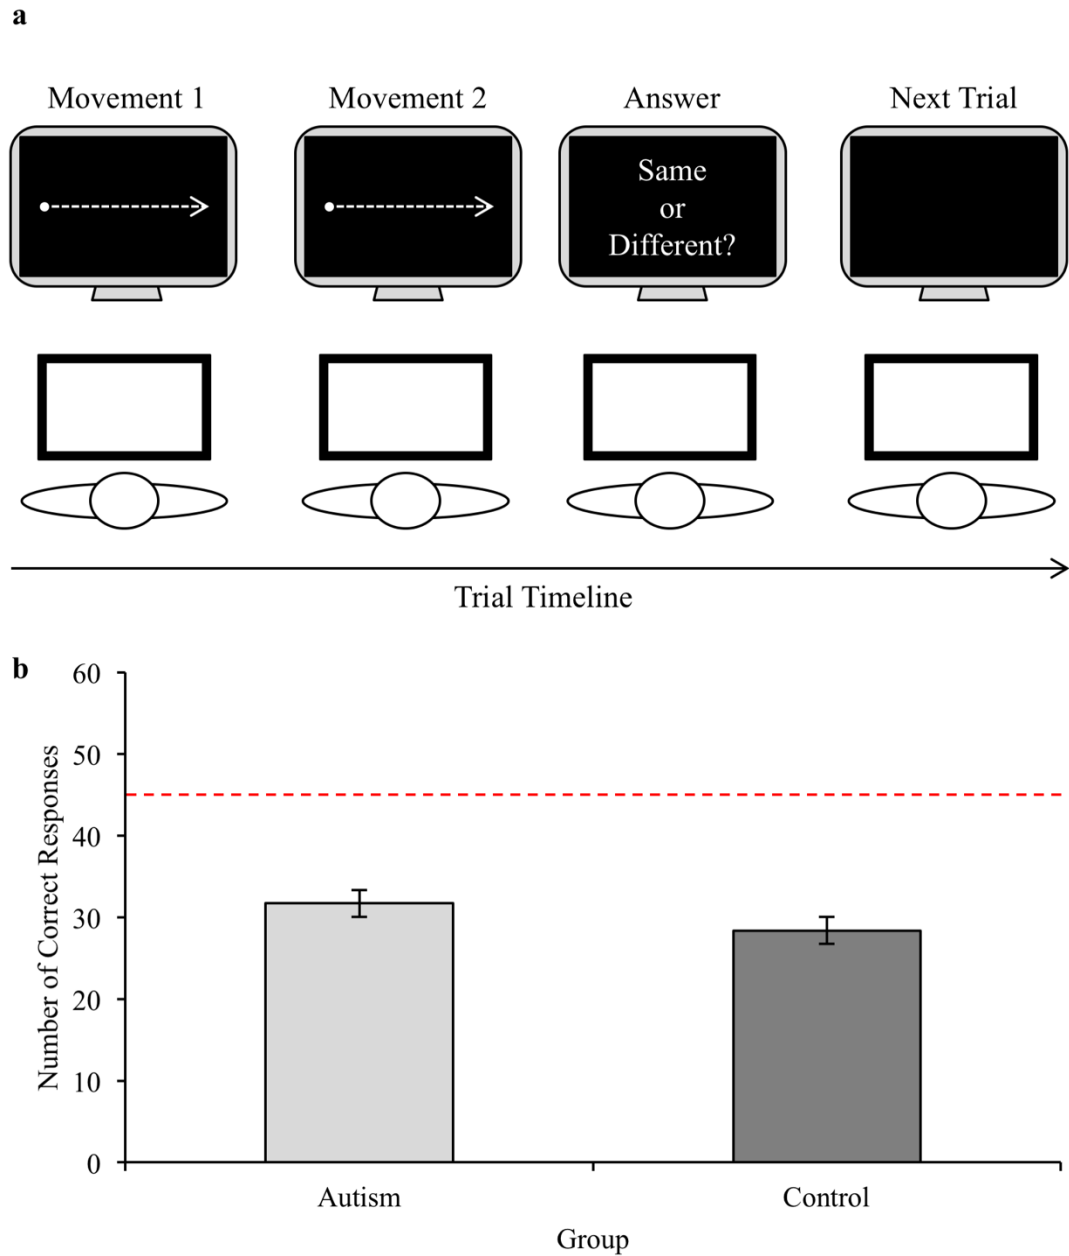 a
Movement 1
Movement 2
Answer
Next Trial
Same
or
Different?
Trial Timeline
b
60
50
40
30
20
10
0
Number of Correct Responses
Autism
Control
Group